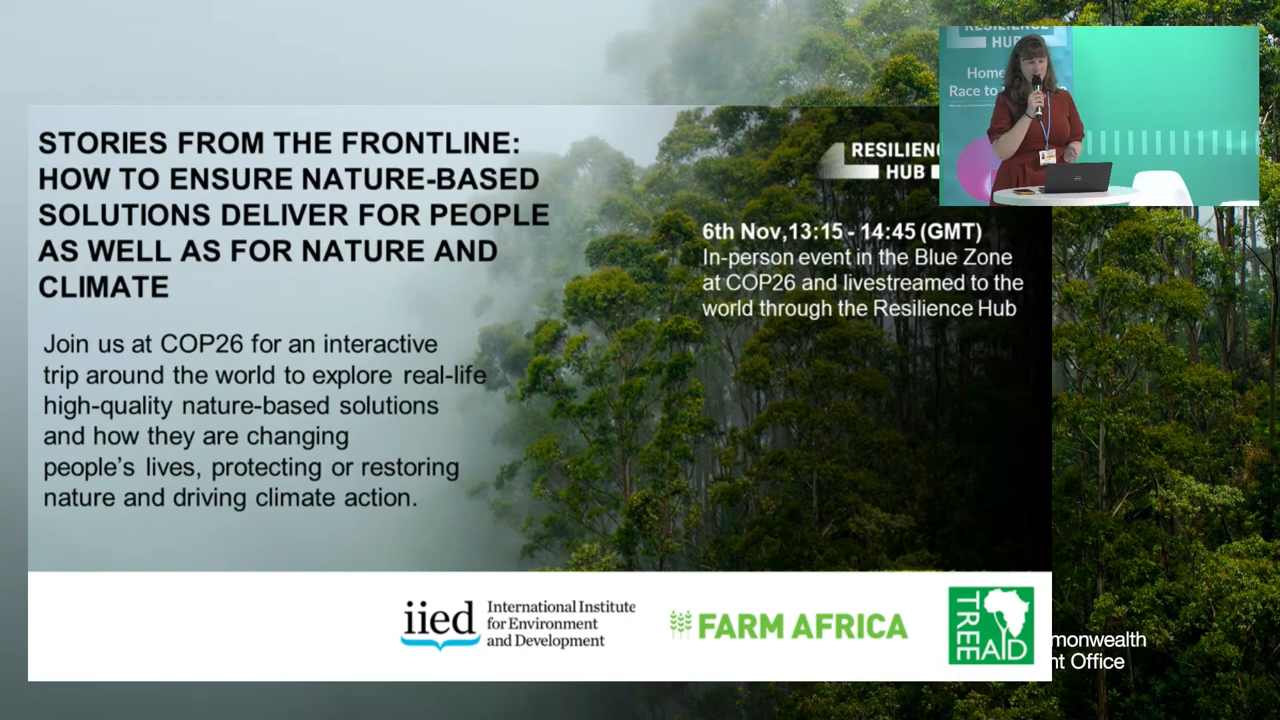 STORIES FROM THE FRONTLINE:
HOW TO ENSURE NATURE-BASED
SOLUTIONS DELIVER FOR PEOPLE
AS WELL AS FOR NATURE AND
CLIMATE
Join us at COP26 for an interactive
trip around the world to explore real-life
high-quality nature-based solutions
and how they are changing
people's lives, protecting or restoring
nature and driving climate action.
RESILIENC
HUB
6th Nov,13:15 - 14:45 (GMT)
In-person event in the Blue Zone
at COP26 and livestreamed to the
world through the Resilience Hub
RESILIENCE
HUB
Home
Race to
iied
International Institute
for Environment
and Development
FARM AFRICA
TREE
AID
monwealth
nt Office